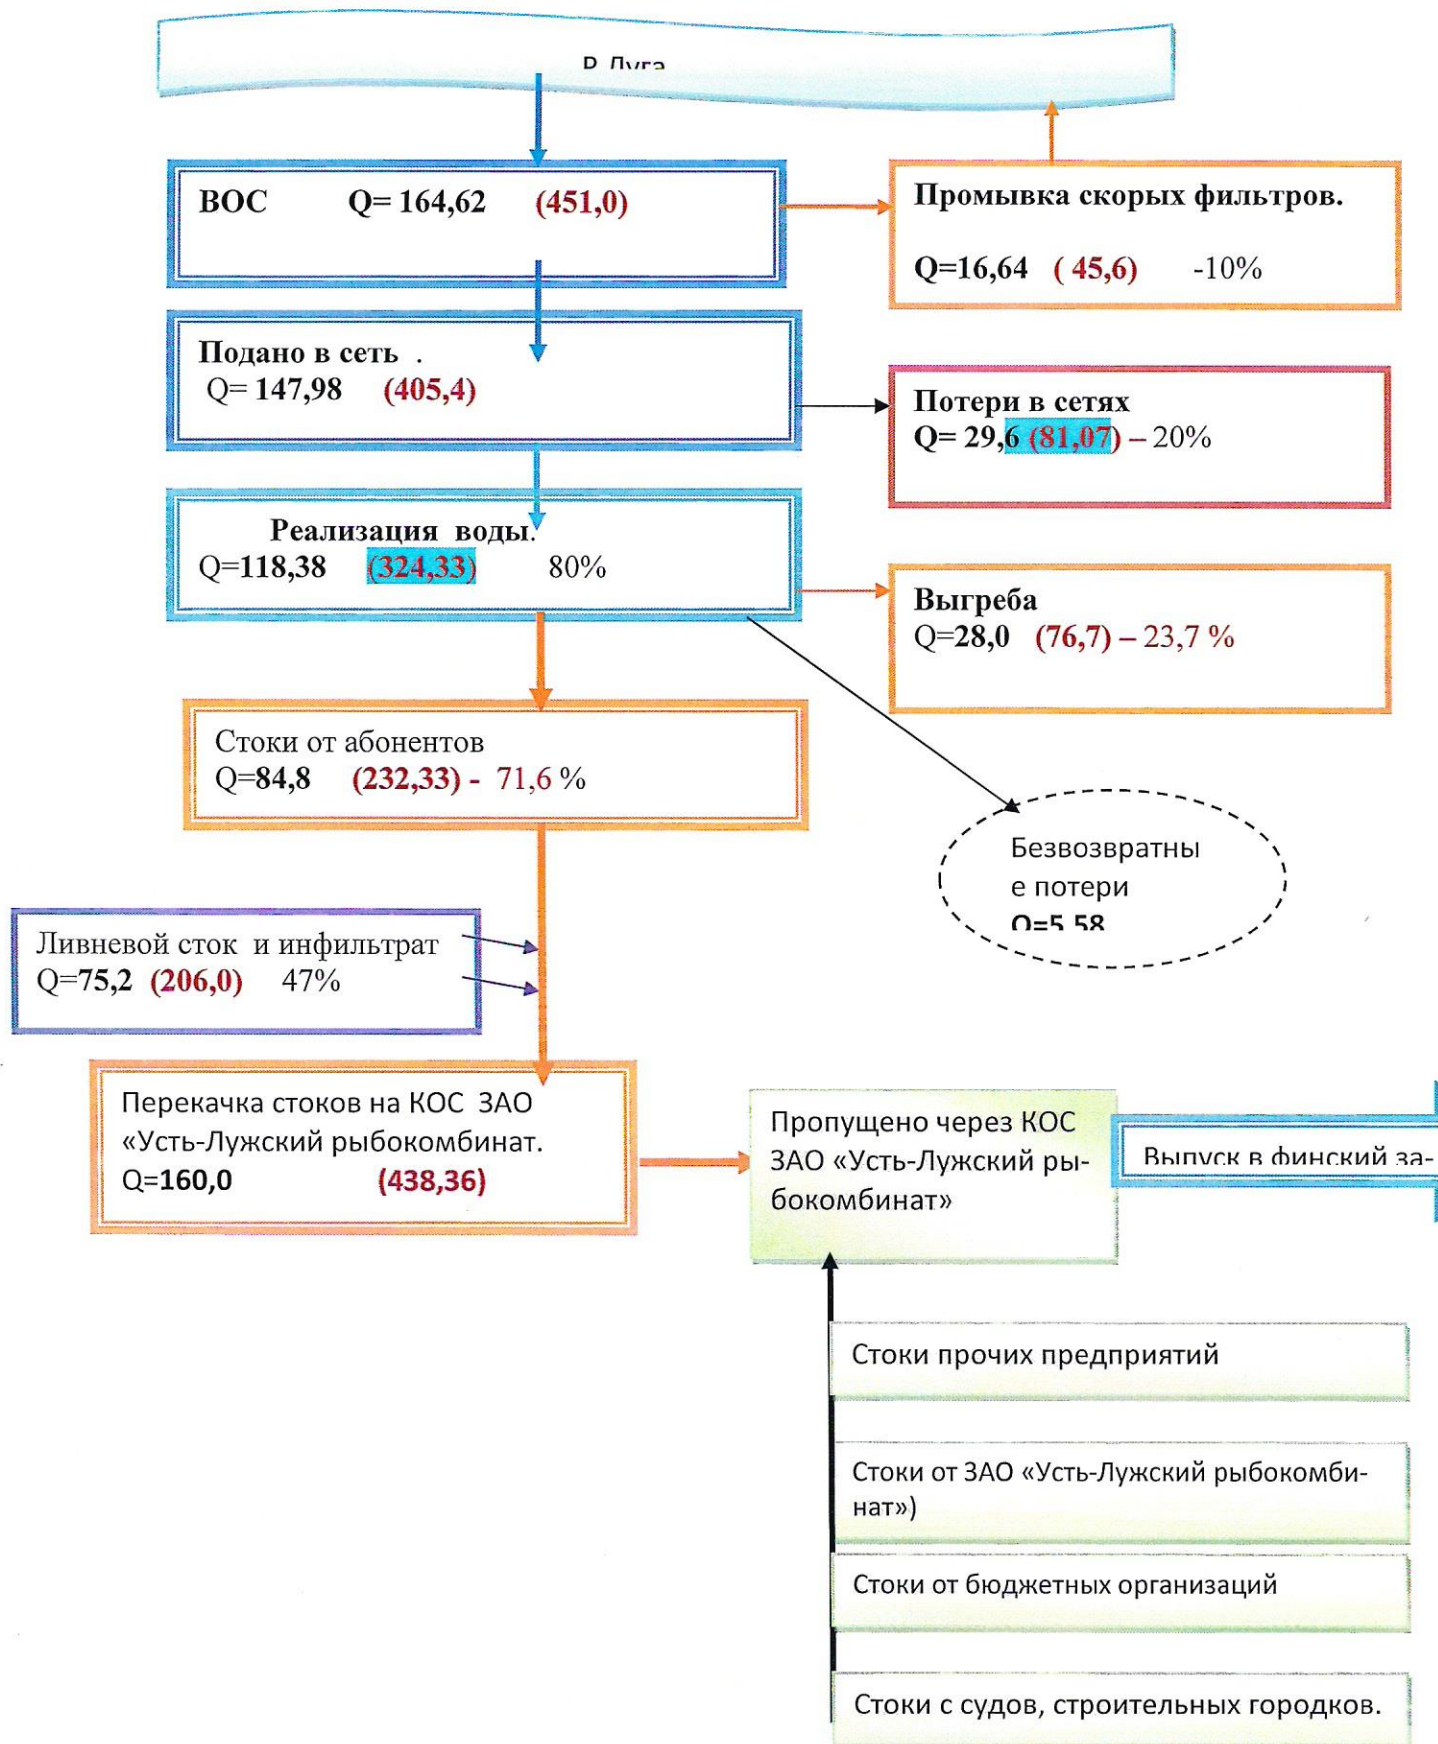 Р Луга
ВОС Q= 164,62 (451,0)
Промывка скорых фильтров.
Q=16,64 ( 45,6) -10%
Подано в сеть .
Q= 147,98 (405,4)
Потери в сетях
Q= 29,6 (81,07) – 20%
Реализация воды.
Q=118,38 (324,33) 80%
Выгреба
Q=28,0 (76,7) – 23,7 %
Стоки от абонентов
Q=84,8 (232,33) - 71,6 %
Безвозвратны
е потери
Q=5,58
Ливневой сток и инфильтрат
Q=75,2 (206,0) 47%
Перекачка стоков на КОС ЗАО
«Усть-Лужский рыбокомбинат.
Q=160,0 (438,36)
Пропущено через КОС
ЗАО «Усть-Лужский ры-
бокомбинат»
Выпуск в финский за-
Стоки прочих предприятий
Стоки от ЗАО «Усть-Лужский рыбокомби-
нат»)
Стоки от бюджетных организаций
Стоки с судов, строительных городков.